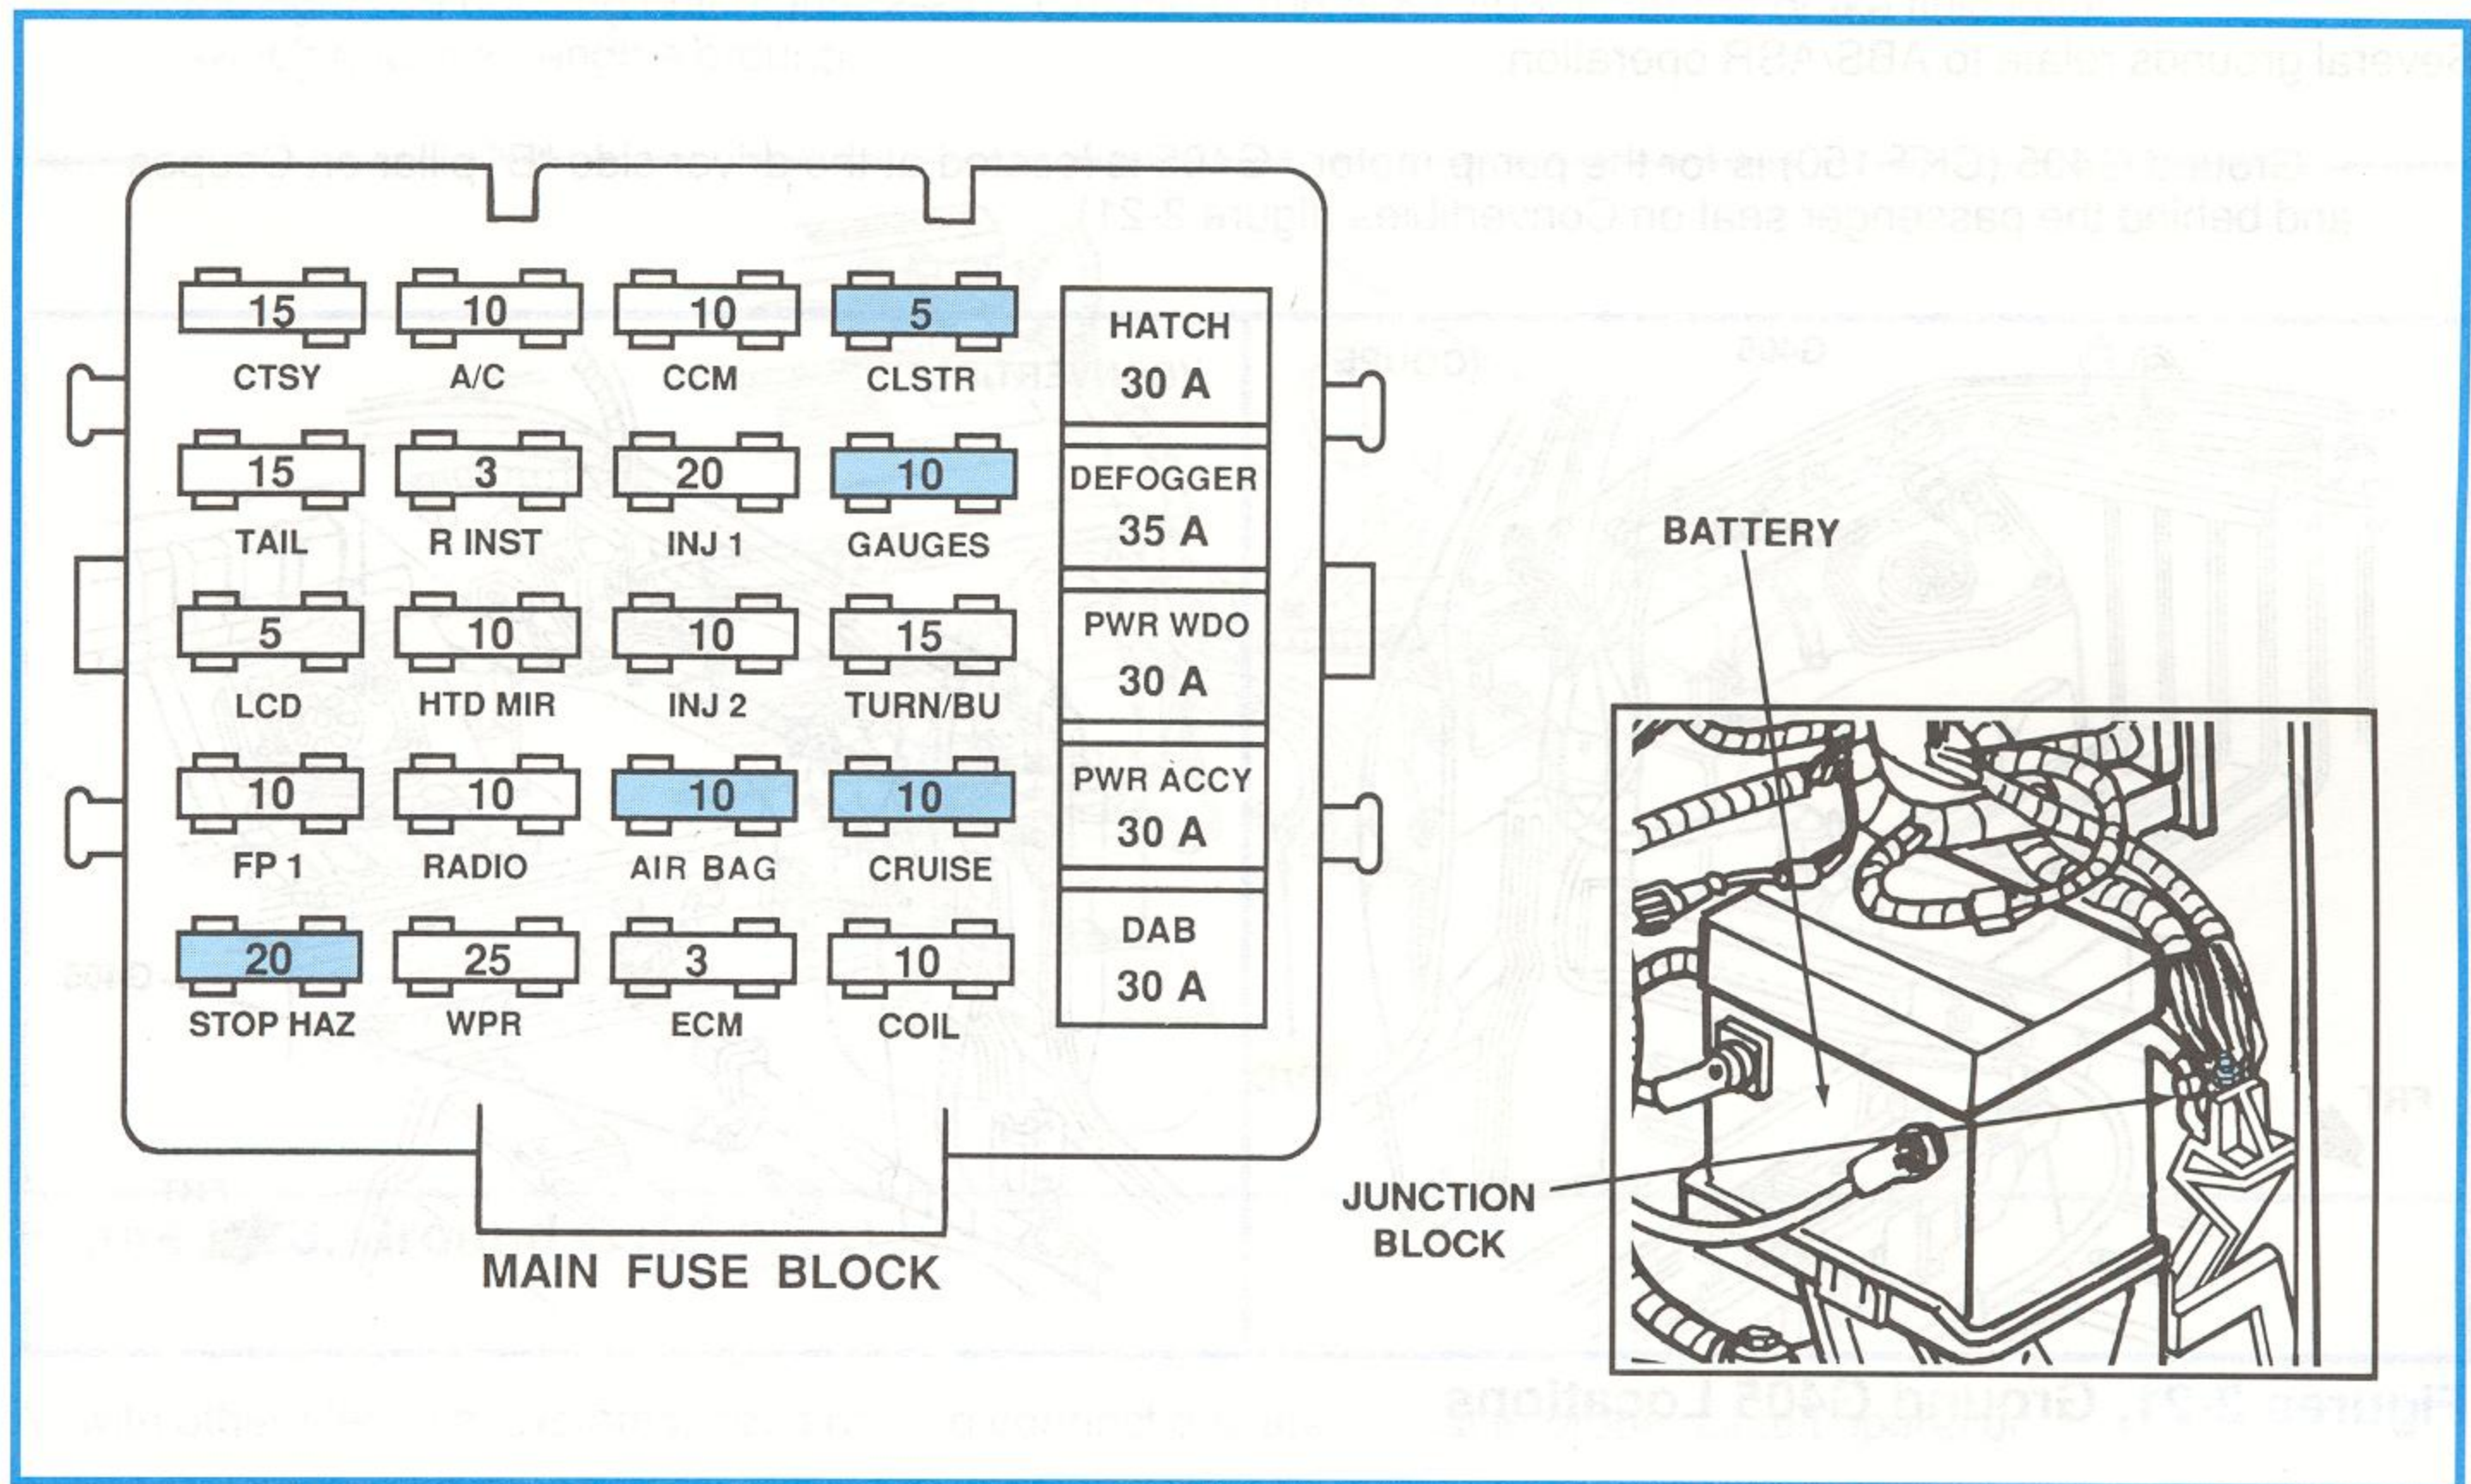 15 10 10 5
CTSY A/C CCM CLSTR
HATCH
30 A
15 3 20 10
TAIL R INST INJ 1 GAUGES
DEFOGGER
35 A
5 10 10 15
LCD HTD MIR INJ 2 TURN/BU
PWR WDO
30 A
10 10 10 10
FP 1 RADIO AIR BAG CRUISE
PWR ACCY
30 A
20 25 3 10
STOP HAZ WPR ECM COIL
DAB
30 A
MAIN FUSE BLOCK
BATTERY
JUNCTION
BLOCK